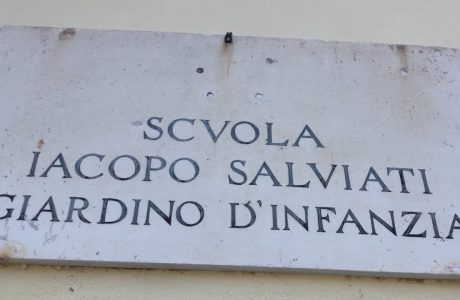 SCVOLA
IACOPO SALVIATI
GIARDINO D'INFANZIA